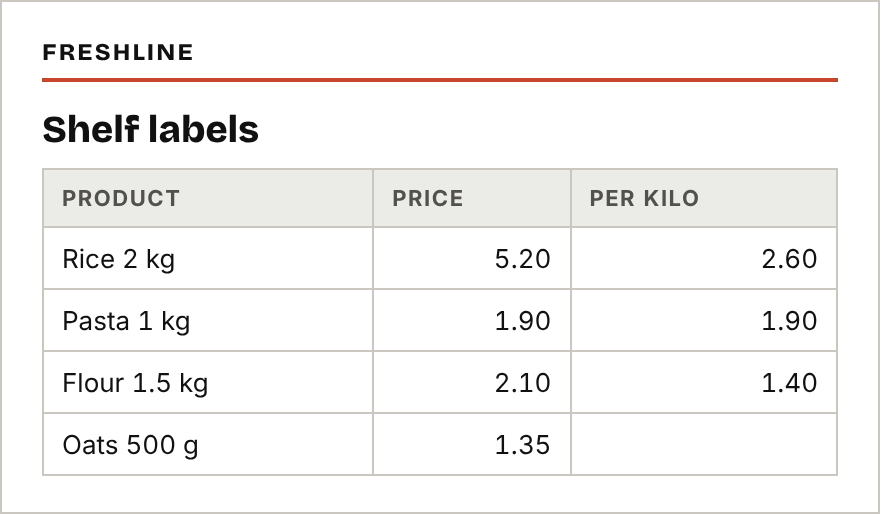 FRESHLINE
Shelf labels
PRODUCT PRICE PER KILO
Rice 2 kg 5.20 2.60
Pasta 1 kg 1.90 1.90
Flour 1.5 kg 2.10 1.40
Oats 500 g 1.35